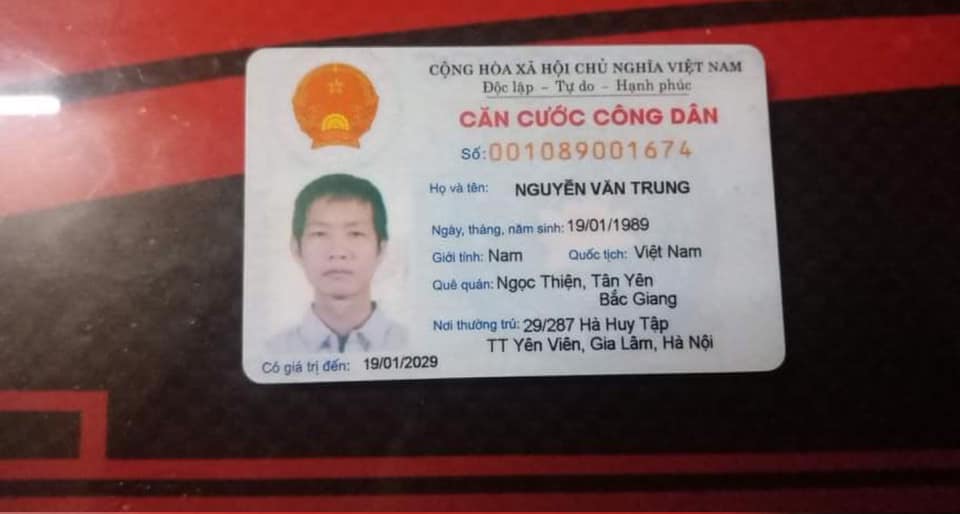 CỘNG HÒA XÃ HỘI CHỦ NGHĨA VIỆT NAM
Độc lập – Tự do – Hạnh phúc
CĂN CƯỚC CÔNG DÂN
Số: 001089001674
Họ và tên: NGUYỄN VĂN TRUNG
Ngày, tháng, năm sinh: 19/01/1989
Giới tính: Nam Quốc tịch: Việt Nam
Quê quán: Ngọc Thiện, Tân Yên
Bắc Giang
Nơi thường trú: 29/287 Hà Huy Tập
TT Yên Viên, Gia Lâm, Hà Nội
Có giá trị đến: 19/01/2029